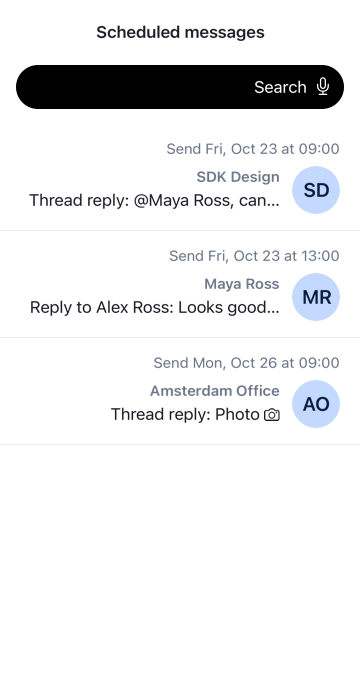 Scheduled messages
Search
Send Fri, Oct 23 at 09:00
SDK Design
Thread reply: @Maya Ross, can...
SD
Send Fri, Oct 23 at 13:00
Maya Ross
Reply to Alex Ross: Looks good...
MR
Send Mon, Oct 26 at 09:00
Amsterdam Office
Thread reply: Photo
AO